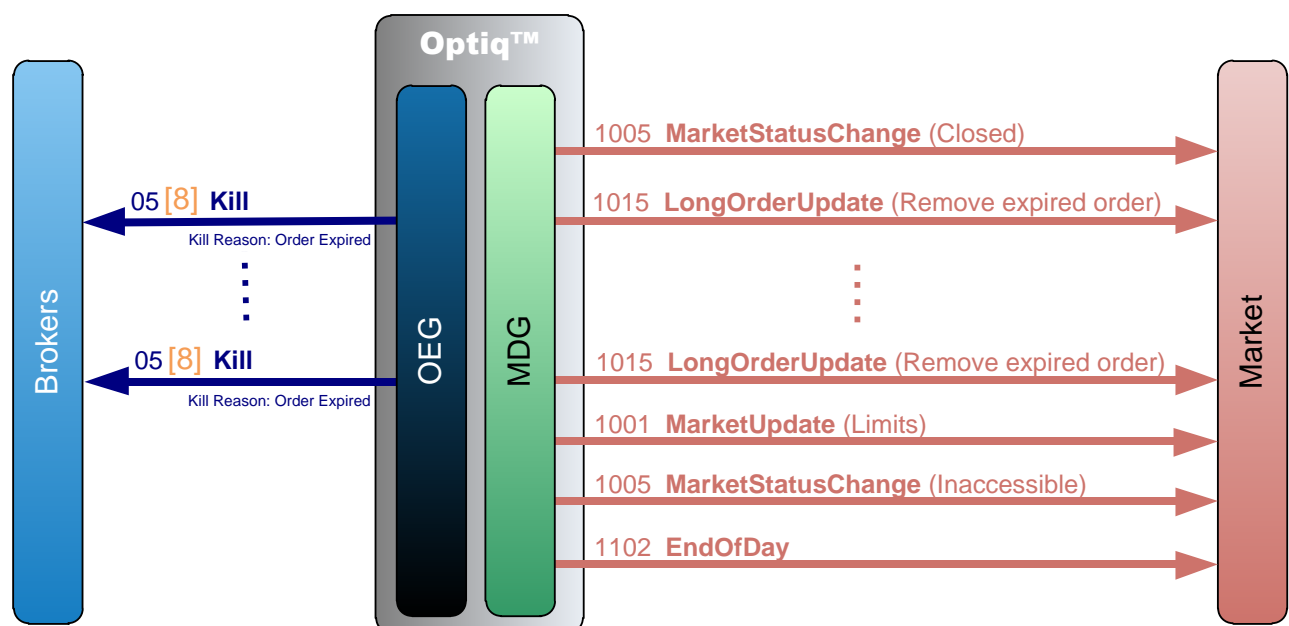 Optiq™
1005 MarketStatusChange (Closed)
05 [8] Kill
1015 LongOrderUpdate (Remove expired order)
Kill Reason: Order Expired
Brokers
OEG
MDG
Market
05 [8] Kill
1015 LongOrderUpdate (Remove expired order)
Kill Reason: Order Expired
1001 MarketUpdate (Limits)
1005 MarketStatusChange (Inaccessible)
1102 EndOfDay